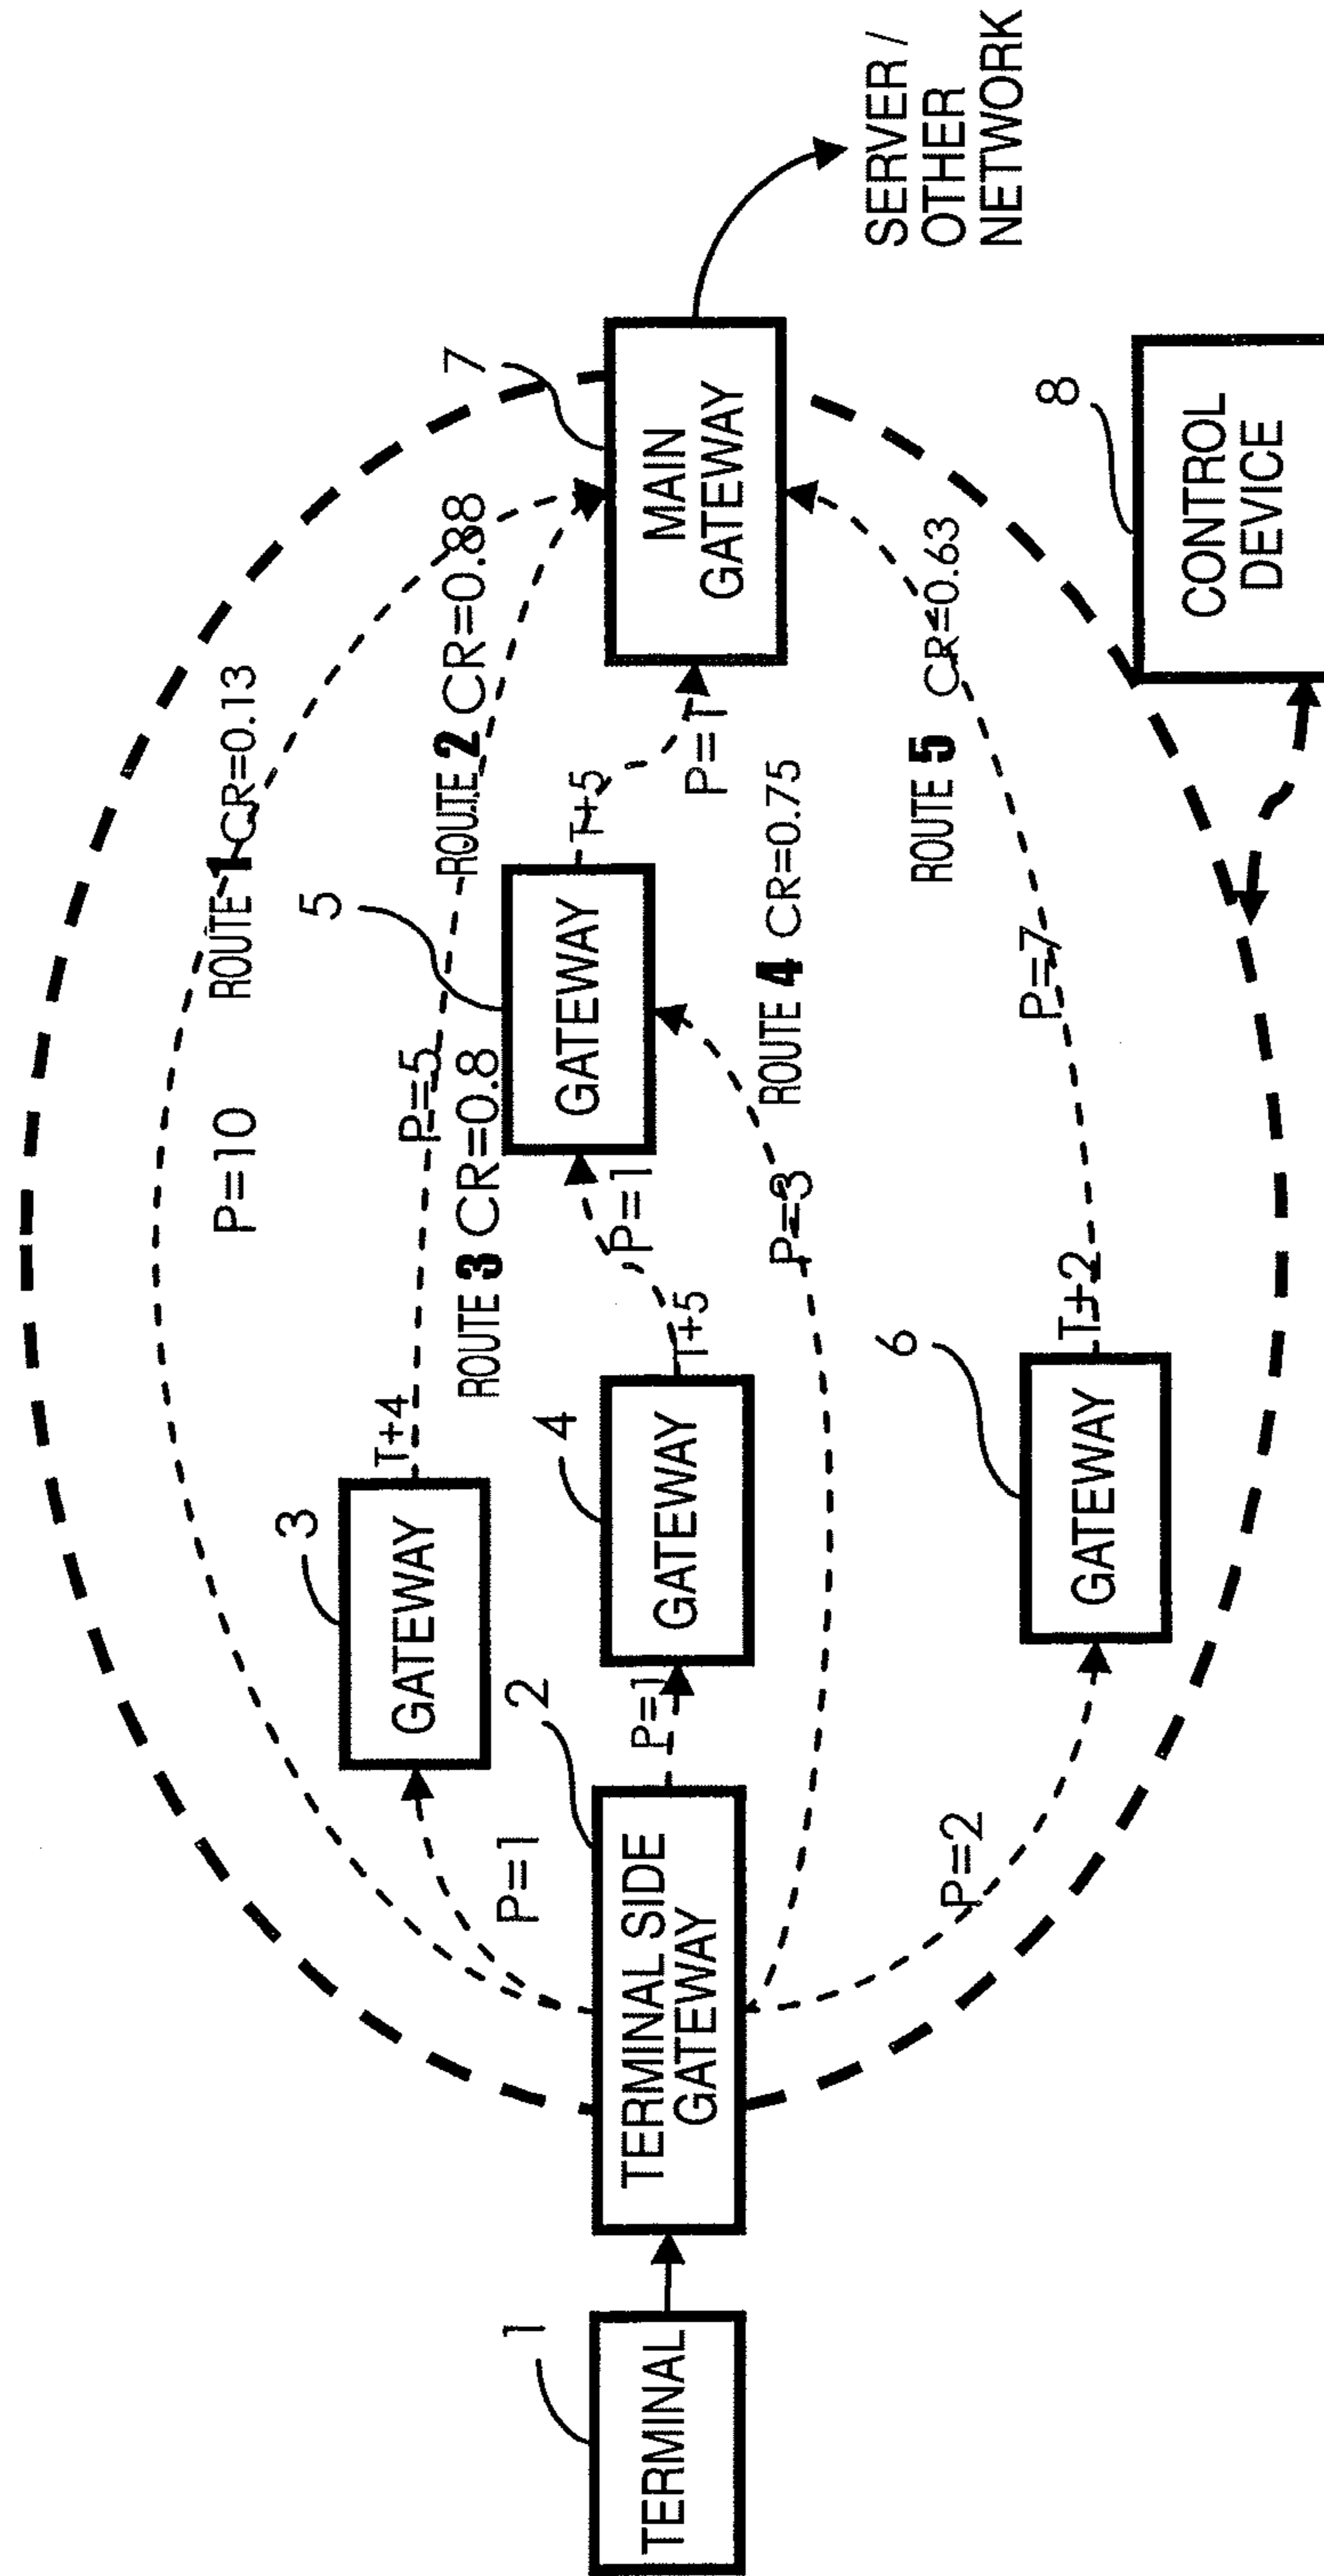 ROUTE 1 CR=0.13
P=10
7
T+4
P=5
ROUTE 2 CR=0.88
3
GATEWAY
ROUTE 3 CR=0.8
5
GATEWAY
T+5
P=1
2
P=1
4
GATEWAY
T+5
P=1
P=1
MAIN
GATEWAY
SERVER /
OTHER
NETWORK
1
TERMINAL
TERMINAL SIDE
GATEWAY
P=3
ROUTE 4 CR=0.75
ROUTE 5 CR=0.63
P=2
6
GATEWAY
T+2
P=7
8
CONTROL
DEVICE